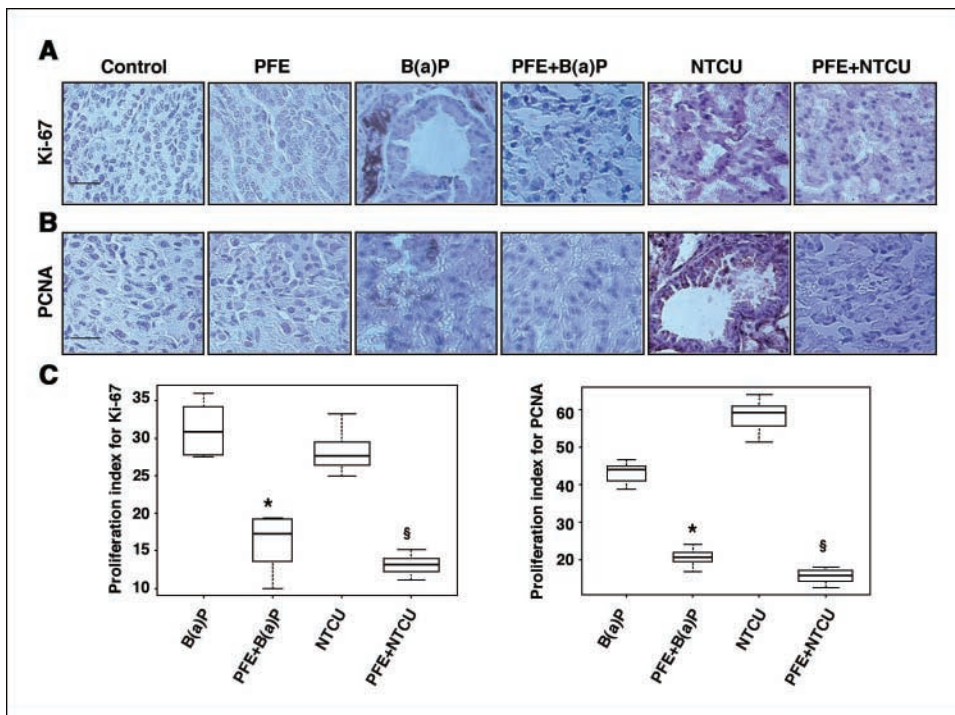 A
Control PFE B(a)P PFE+B(a)P NTCU PFE+NTCU
Ki-67
B
PCNA
C
Proliferation index for Ki-67
35
30
25
20
15
10
*
§
B(a)P
PFE+B(a)P
NTCU
PFE+NTCU
Proliferation index for PCNA
60
50
40
30
20
*
§
B(a)P
PFE+B(a)P
NTCU
PFE+NTCU